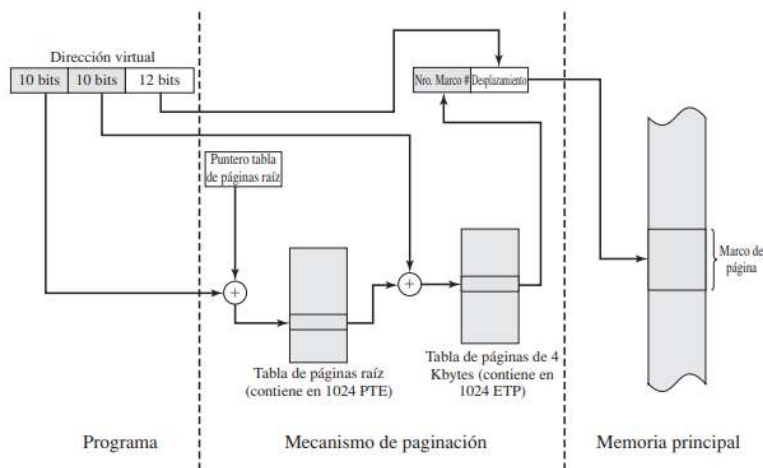 Dirección virtual
10 bits
10 bits
12 bits
Nro. Marco #
Desplazamiento
Puntero tabla
de páginas raíz
+
+
Marco de
página
Tabla de páginas raíz
(contiene en 1024 PTE)
Tabla de páginas de 4
Kbytes (contiene en
1024 ETP)
Programa
Mecanismo de paginación
Memoria principal